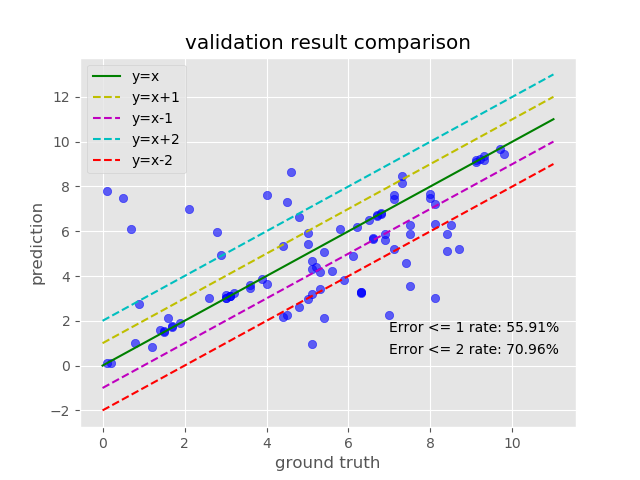 validation result comparison
y=x
y=x+1
y=x-1
y=x+2
y=x-2
12
10
8
6
4
2
0
−2
prediction
Error <= 1 rate: 55.91%
Error <= 2 rate: 70.96%
0 2 4 6 8 10
ground truth